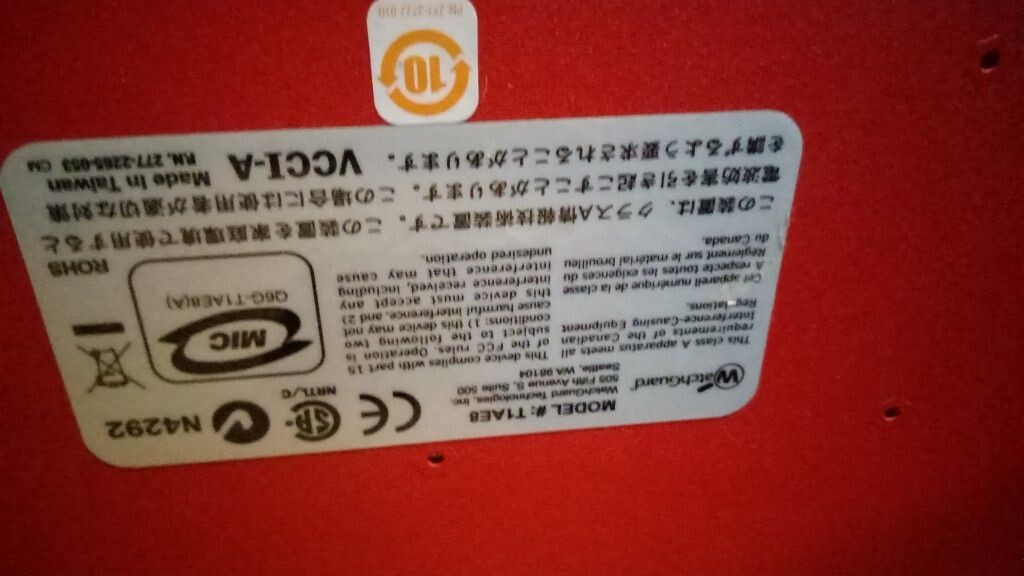 WatchGuard
MODEL #: T1AE8
WatchGuard Technologies, Inc.
505 Fifth Avenue S, Suite 500
Seattle, WA 98104
CE
SP
NRTL/C
N4292
This class A apparatus meets all
requirements of the Canadian
Interference-Causing Equipment
Regulations.
Cet appareil numérique de la classe
A respecte toutes les exigences du
Règlement sur le matérial brouilleu
du Canada.
This device complies with part 15
of the FCC rules. Operation is
subject to the following two
conditions: 1) this device may not
cause harmful interference, and 2)
this device must accept any
interference received, including
interference that may cause
undesired operation.
MIC
Q6G-T1AE8(A)
ROHS
この装置は、クラスA情報技術装置です。この装置を家庭環境で使用すると
電波妨害を引き起こすことがあります。この場合には使用者が適切な対策
を講ずるよう要求されることがあります。
VCCI-A
Made In Taiwan
P.N. 277-2265-053 CM
10